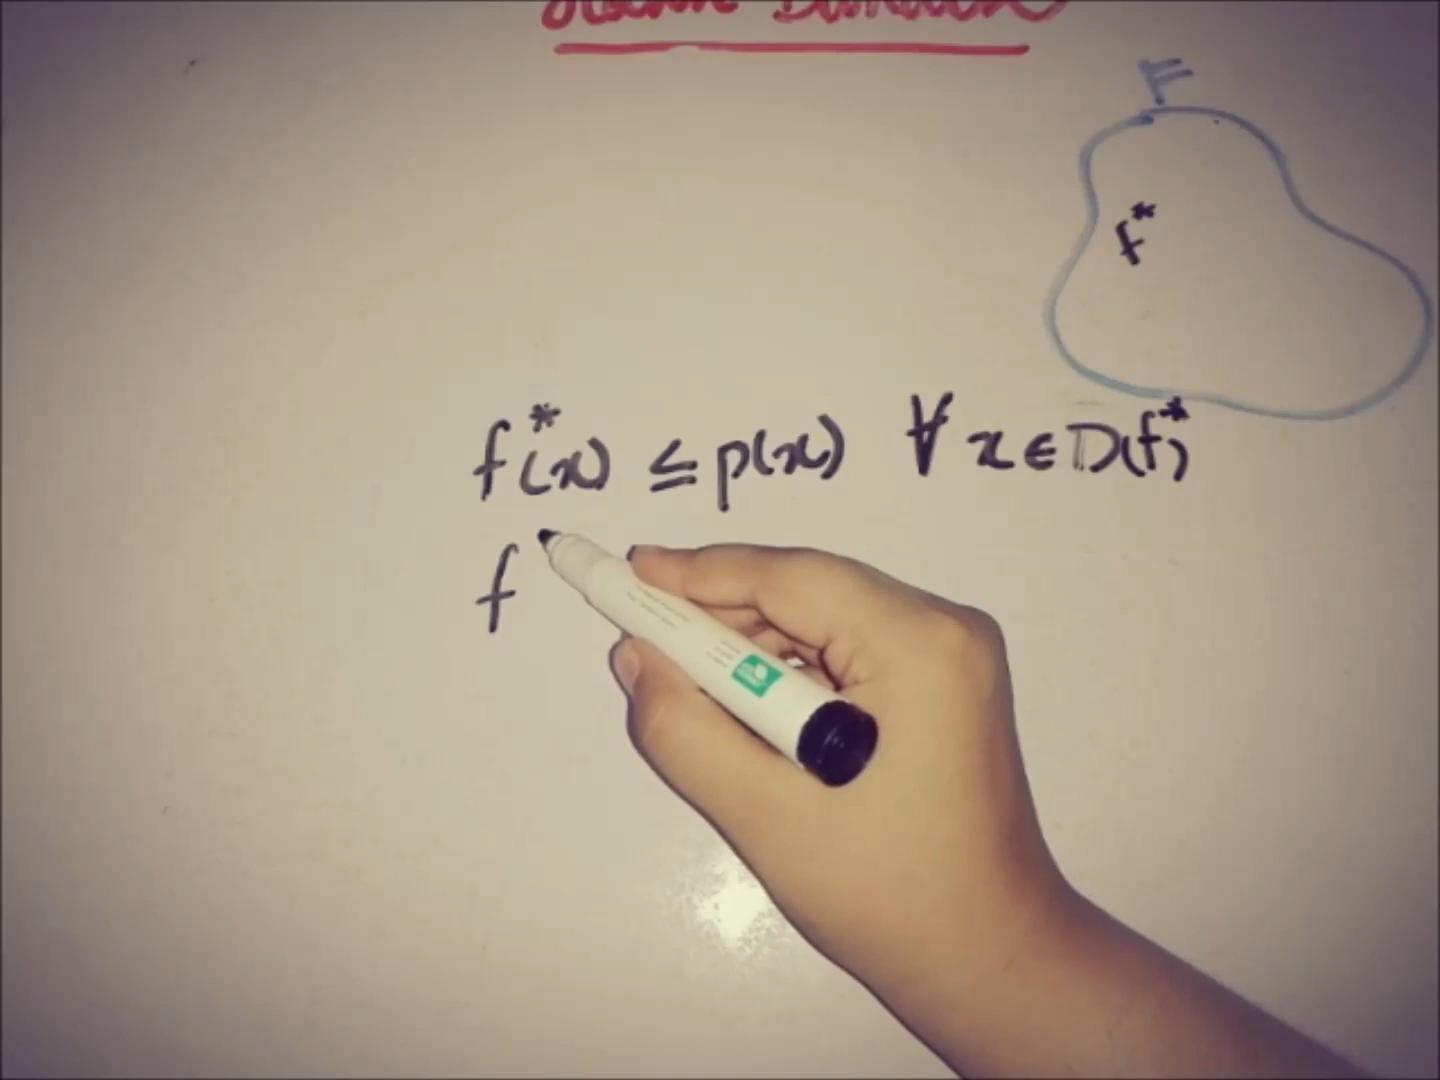 F
f*
f*(x) ≤ p(x) ∀ x ∈ D(f*)
f